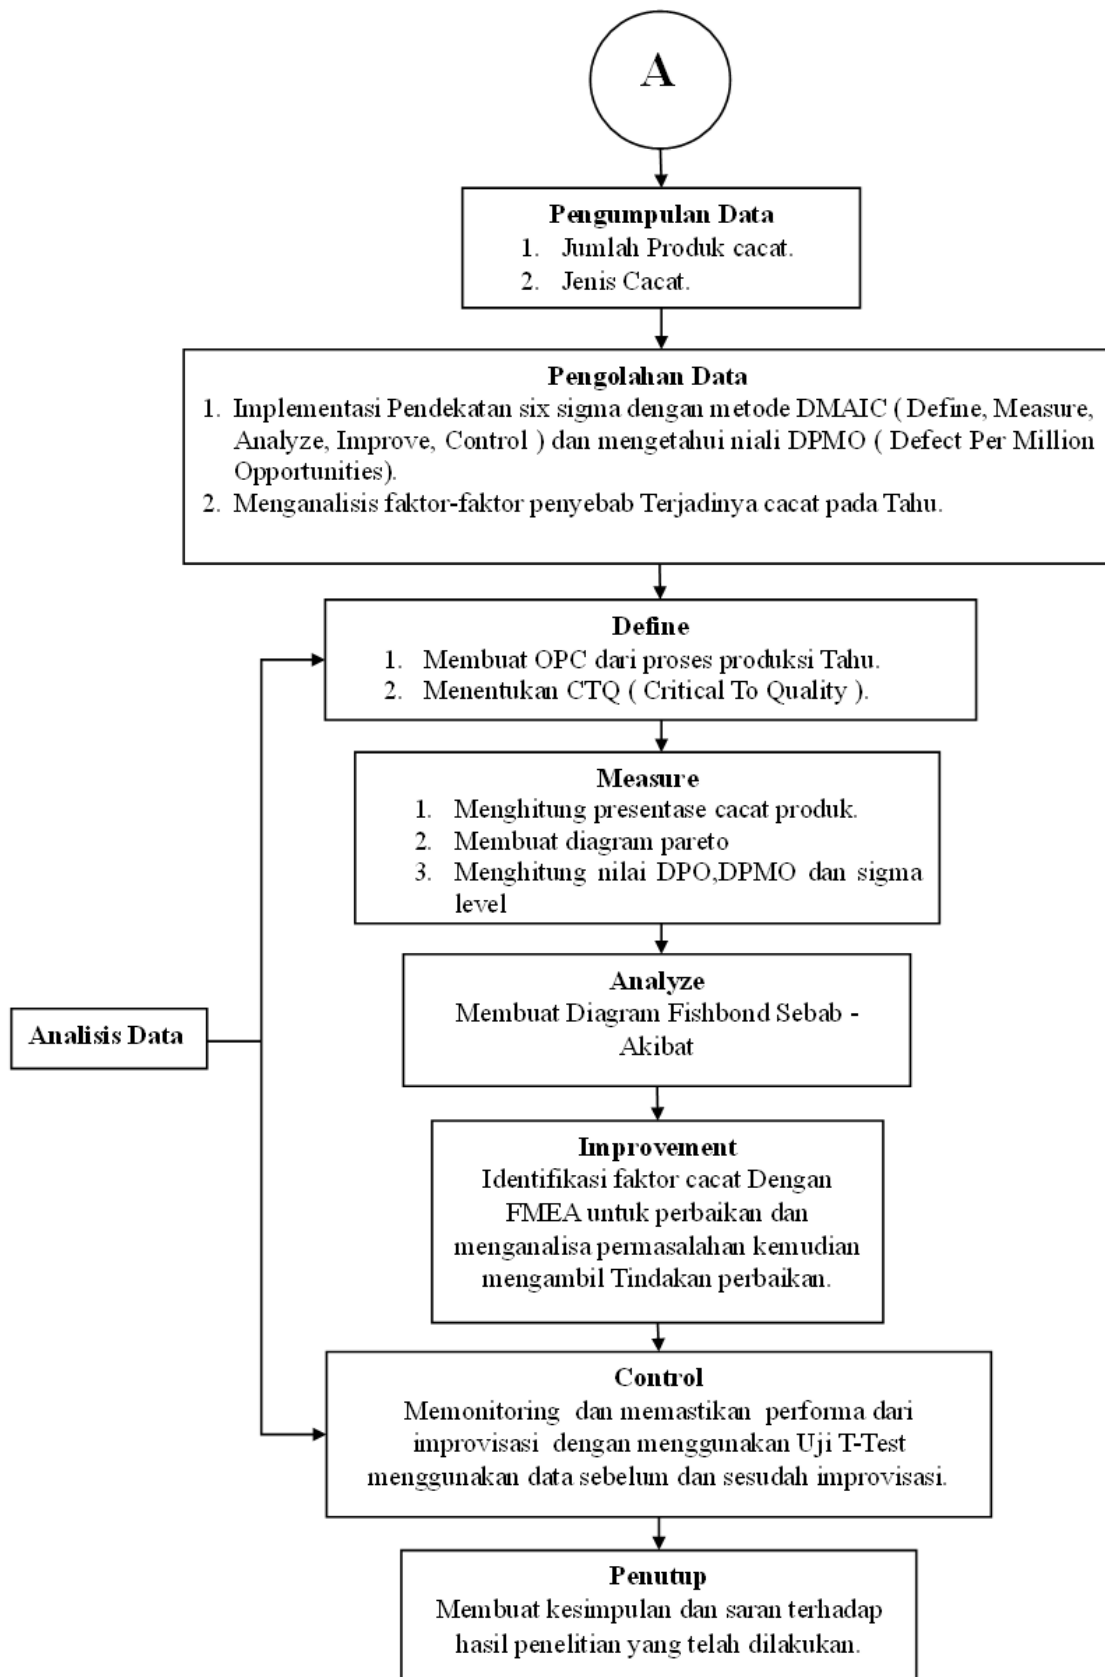 A
Pengumpulan Data
1. Jumlah Produk cacat.
2. Jenis Cacat.
Pengolahan Data
1. Implementasi Pendekatan six sigma dengan metode DMAIC ( Define, Measure,
Analyze, Improve, Control ) dan mengetahui niali DPMO ( Defect Per Million
Opportunities).
2. Menganalisis faktor-faktor penyebab Terjadinya cacat pada Tahu.
Define
1. Membuat OPC dari proses produksi Tahu.
2. Menentukan CTQ ( Critical To Quality ).
Measure
1. Menghitung presentase cacat produk.
2. Membuat diagram pareto
3. Menghitung nilai DPO,DPMO dan sigma
level
Analyze
Membuat Diagram Fishbond Sebab -
Akibat
Analisis Data
Improvement
Identifikasi faktor cacat Dengan
FMEA untuk perbaikan dan
menganalisa permasalahan kemudian
mengambil Tindakan perbaikan.
Control
Memonitoring dan memastikan performa dari
improvisasi dengan menggunakan Uji T-Test
menggunakan data sebelum dan sesudah improvisasi.
Penutup
Membuat kesimpulan dan saran terhadap
hasil penelitian yang telah dilakukan.